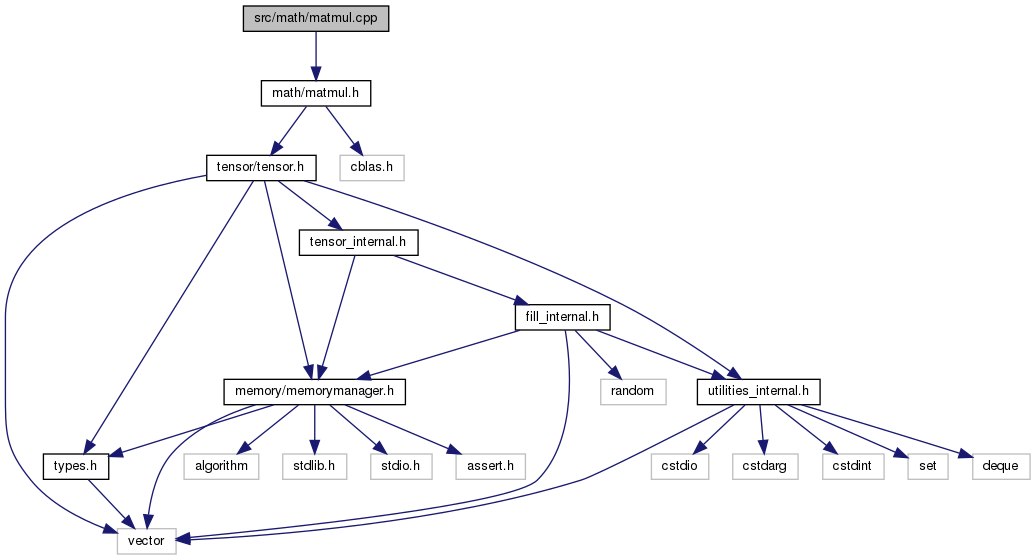 src/math/matmul.cpp
math/matmul.h
tensor/tensor.h
cblas.h
tensor_internal.h
fill_internal.h
memory/memorymanager.h
random
utilities_internal.h
types.h
algorithm
stdlib.h
stdio.h
assert.h
cstdio
cstdarg
cstdint
set
deque
vector